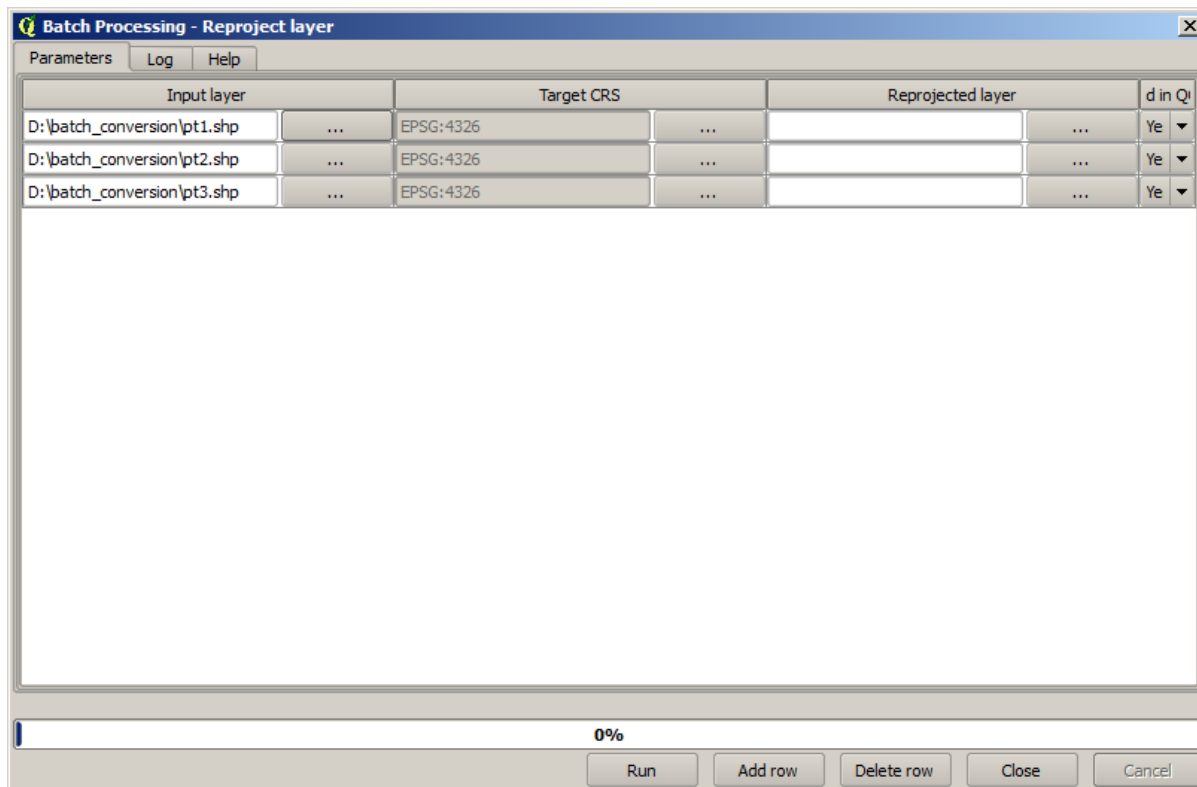 Batch Processing - Reproject layer
Parameters Log Help
Input layer Target CRS Reprojected layer d in Q
D:\batch_conversion\pt1.shp ... EPSG:4326 ... ... Ye
D:\batch_conversion\pt2.shp ... EPSG:4326 ... ... Ye
D:\batch_conversion\pt3.shp ... EPSG:4326 ... ... Ye
0%
Run Add row Delete row Close Cancel